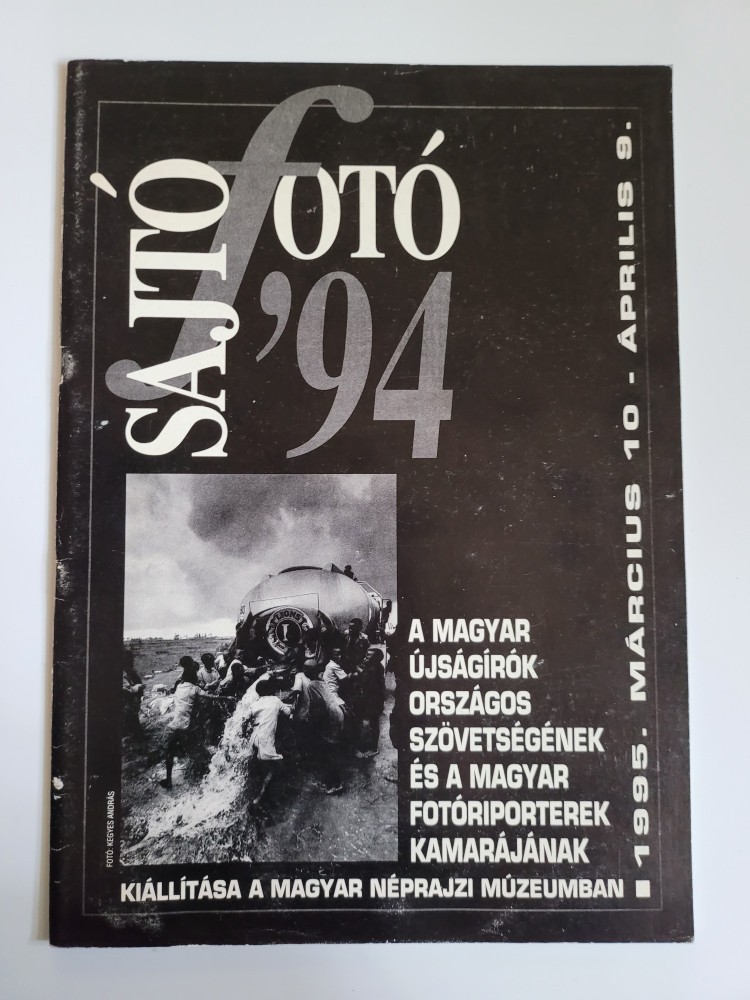 SAJTÓ
fOTÓ
'94
A MAGYAR
ÚJSÁGÍRÓK
ORSZÁGOS
SZÖVETSÉGÉNEK
ÉS A MAGYAR
FOTÓRIPORTEREK
KAMARÁJÁNAK
KIÁLLÍTÁSA A MAGYAR NÉPRAJZI MÚZEUMBAN ■
1995. MÁRCIUS 10 - ÁPRILIS 9.
FOTÓ: KEGYES ANDRÁS